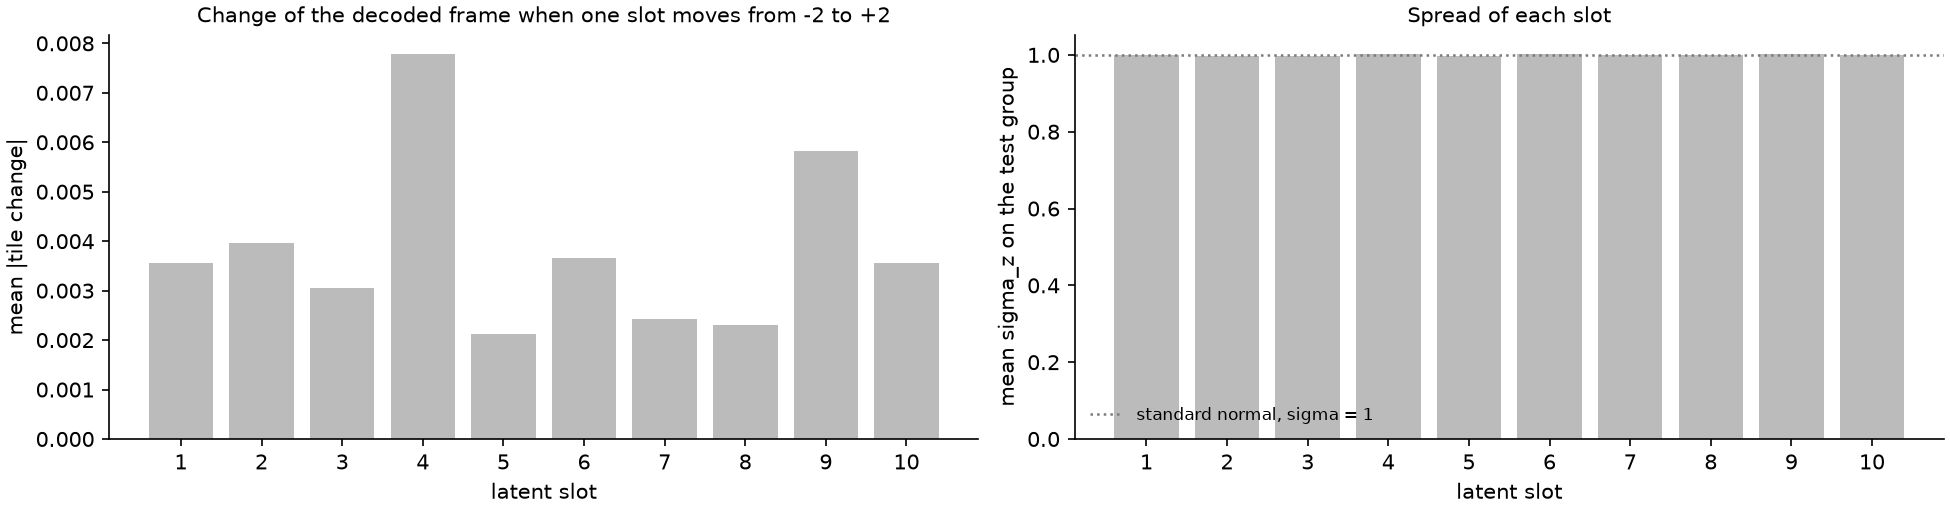 Change of the decoded frame when one slot moves from -2 to +2
mean |tile change|
0.008
0.007
0.006
0.005
0.004
0.003
0.002
0.001
0.000
1 2 3 4 5 6 7 8 9 10
latent slot
Spread of each slot
mean sigma_z on the test group
1.0
0.8
0.6
0.4
0.2
0.0
standard normal, sigma = 1
1 2 3 4 5 6 7 8 9 10
latent slot